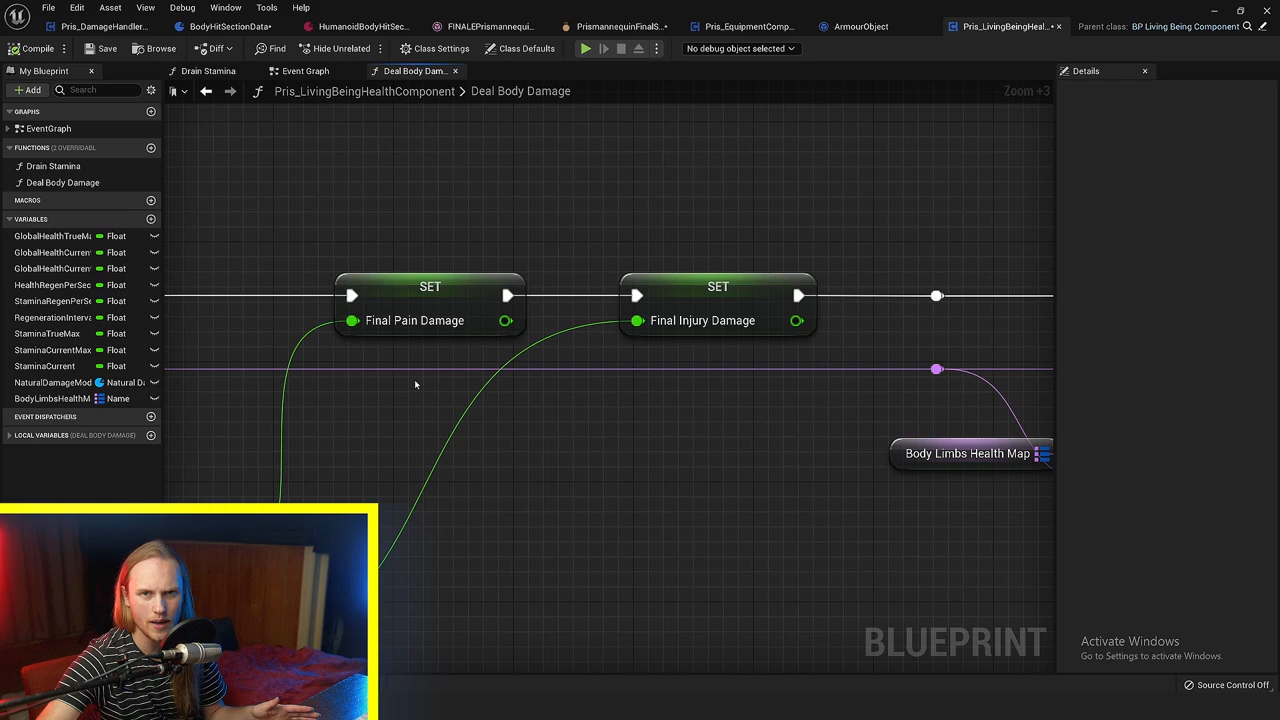 File Edit Asset View Debug Window Tools Help
Pris_DamageHandler...
BodyHitSectionData*
HumanoidBodyHitSec...
FINALEPrismannequi...
PrismannequinFinalS...*
Pris_EquipmentComp...
ArmourObject
Pris_LivingBeingHeal...*
Parent class: BP Living Being Component
Compile Save Browse Diff Find Hide Unrelated Class Settings Class Defaults No debug object selected
My Blueprint
Drain Stamina
Event Graph
Deal Body Dam...
Details
Add
Search
Pris_LivingBeingHealthComponent > Deal Body Damage
Zoom +3
GRAPHS
EventGraph
FUNCTIONS (2 OVERRIDABL
Drain Stamina
Deal Body Damage
MACROS
VARIABLES
GlobalHealthTrueMa Float
GlobalHealthCurren Float
GlobalHealthCurren Float
HealthRegenPerSec Float
StaminaRegenPerSe Float
RegenerationInterva Float
StaminaTrueMax Float
StaminaCurrentMax Float
StaminaCurrent Float
NaturalDamageMod Natural Da
BodyLimbsHealthM Name
EVENT DISPATCHERS
LOCAL VARIABLES (DEAL BODY DAMAGE)
SET
Final Pain Damage
SET
Final Injury Damage
Body Limbs Health Map
BLUEPRINT
Activate Windows
Go to Settings to activate Windows.
Source Control Off